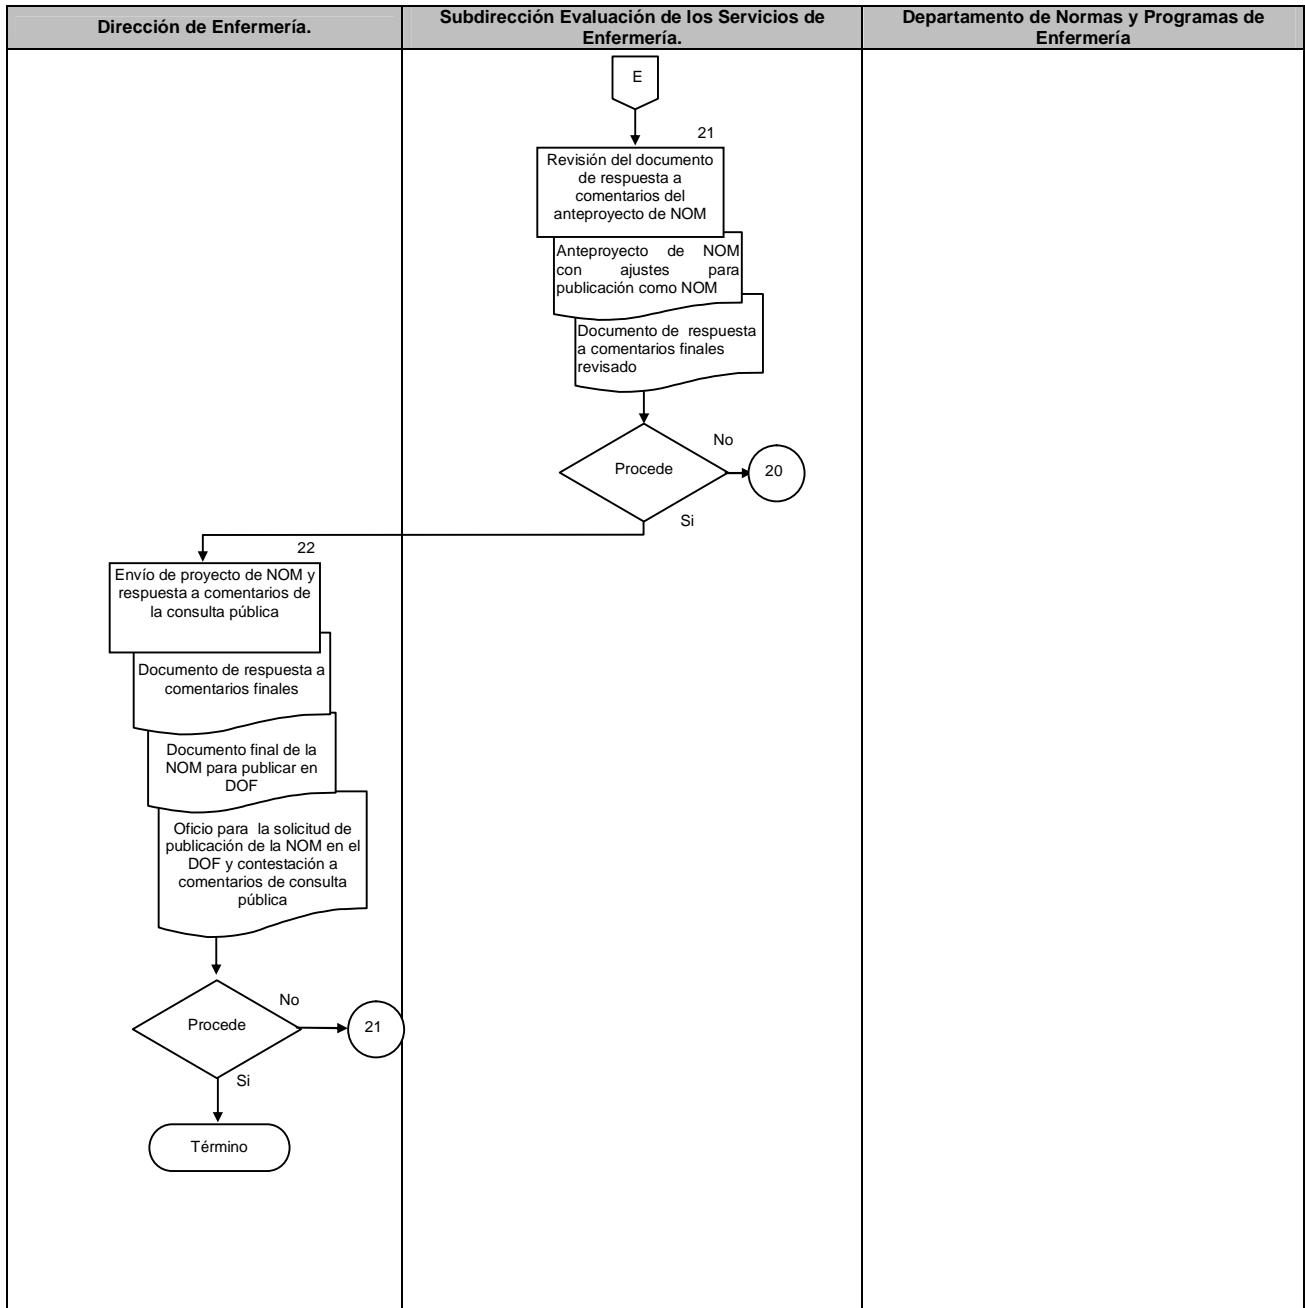 Dirección de Enfermería.
Subdirección Evaluación de los Servicios de
Enfermería.
Departamento de Normas y Programas de
Enfermería
E
21
Revisión del documento
de respuesta a
comentarios del
anteproyecto de NOM
Anteproyecto de NOM
con ajustes para
publicación como NOM
Documento de respuesta
a comentarios finales
revisado
Procede
No
20
Si
22
Envío de proyecto de NOM y
respuesta a comentarios de
la consulta pública
Documento de respuesta a
comentarios finales
Documento final de la
NOM para publicar en
DOF
Oficio para la solicitud de
publicación de la NOM en el
DOF y contestación a
comentarios de consulta
pública
Procede
No
21
Si
Término